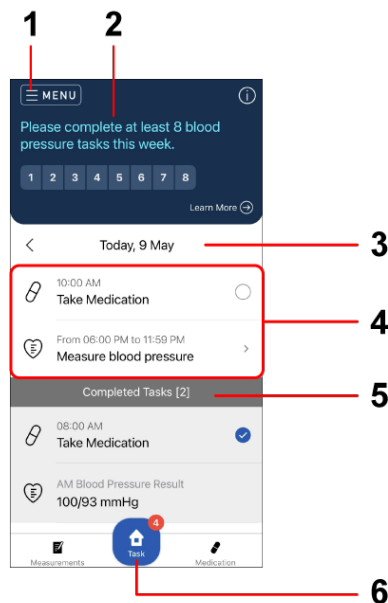 1 2
MENU
Please complete at least 8 blood
pressure tasks this week.
1 2 3 4 5 6 7 8
Learn More
Today, 9 May
3
10:00 AM
Take Medication
4
From 06:00 PM to 11:59 PM
Measure blood pressure
Completed Tasks [2]
5
08:00 AM
Take Medication
AM Blood Pressure Result
100/93 mmHg
4
Measurements
Task
Medication
6